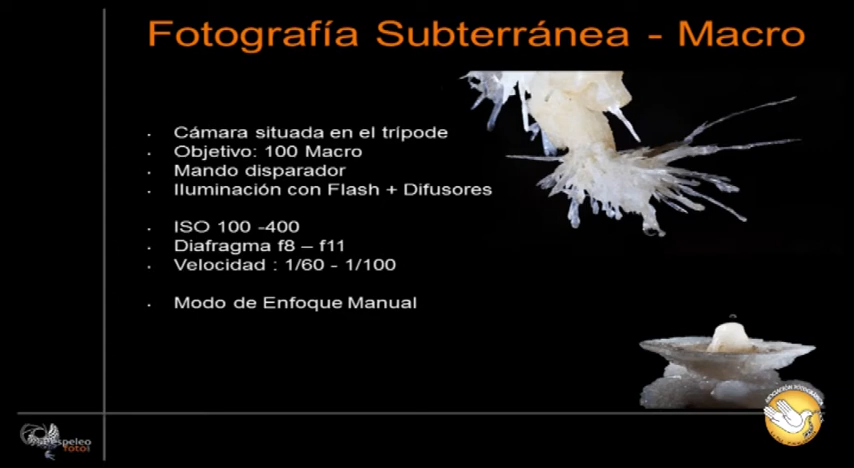 Fotografía Subterránea - Macro
Cámara situada en el trípode
Objetivo: 100 Macro
Mando disparador
Iluminación con Flash + Difusores
ISO 100 -400
Diafragma f8 – f11
Velocidad : 1/60 - 1/100
Modo de Enfoque Manual